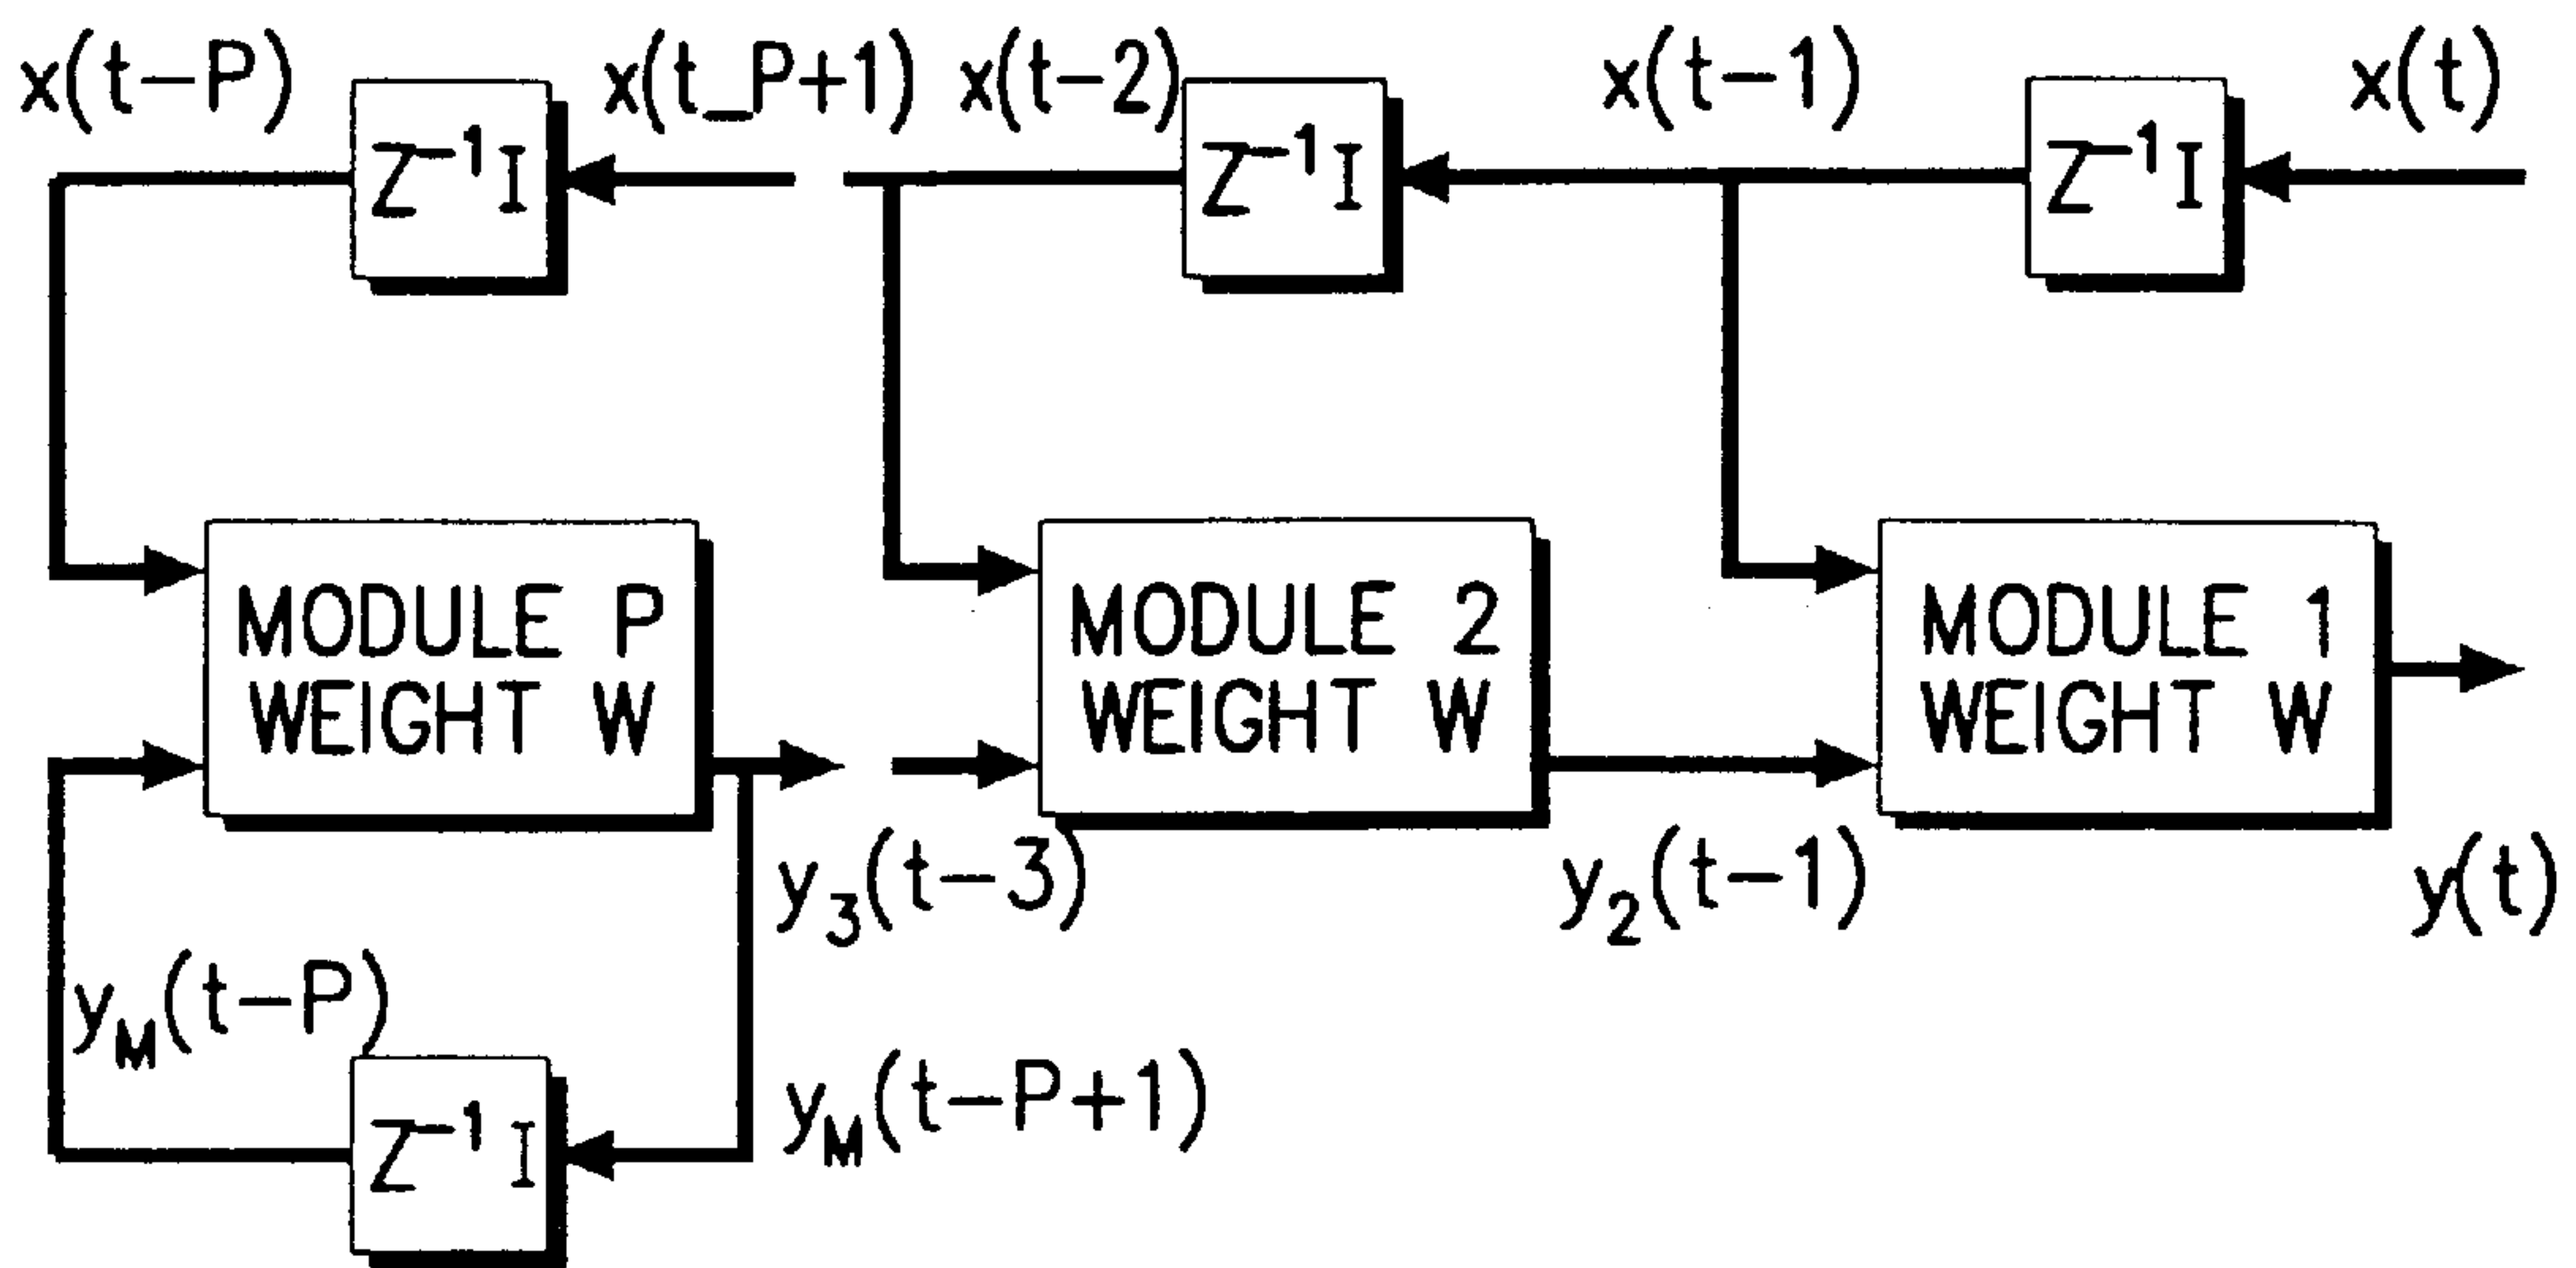 x(t-P)
x(t_P+1)
x(t-2)
x(t-1)
x(t)
Z⁻¹I
Z⁻¹I
Z⁻¹I
MODULE P
WEIGHT W
MODULE 2
WEIGHT W
MODULE 1
WEIGHT W
y₃(t-3)
y₂(t-1)
y(t)
y_M(t-P)
Z⁻¹I
y_M(t-P+1)